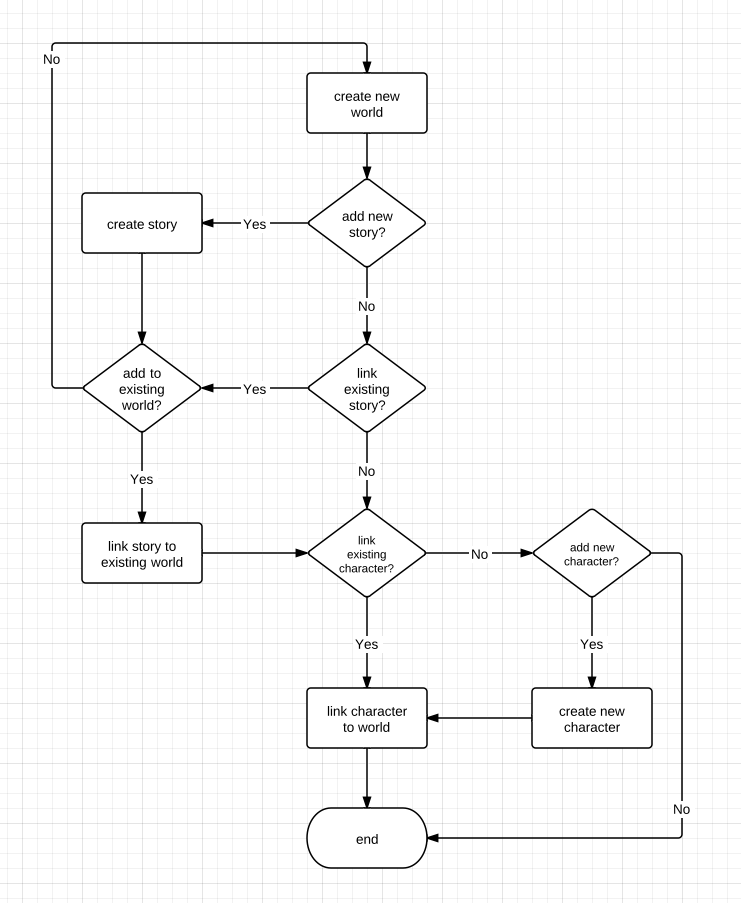 No
create new
world
add new
story?
Yes
create story
No
add to
existing
world?
Yes
link
existing
story?
No
Yes
link story to
existing world
link
existing
character?
No
add new
character?
Yes
Yes
link character
to world
create new
character
No
end